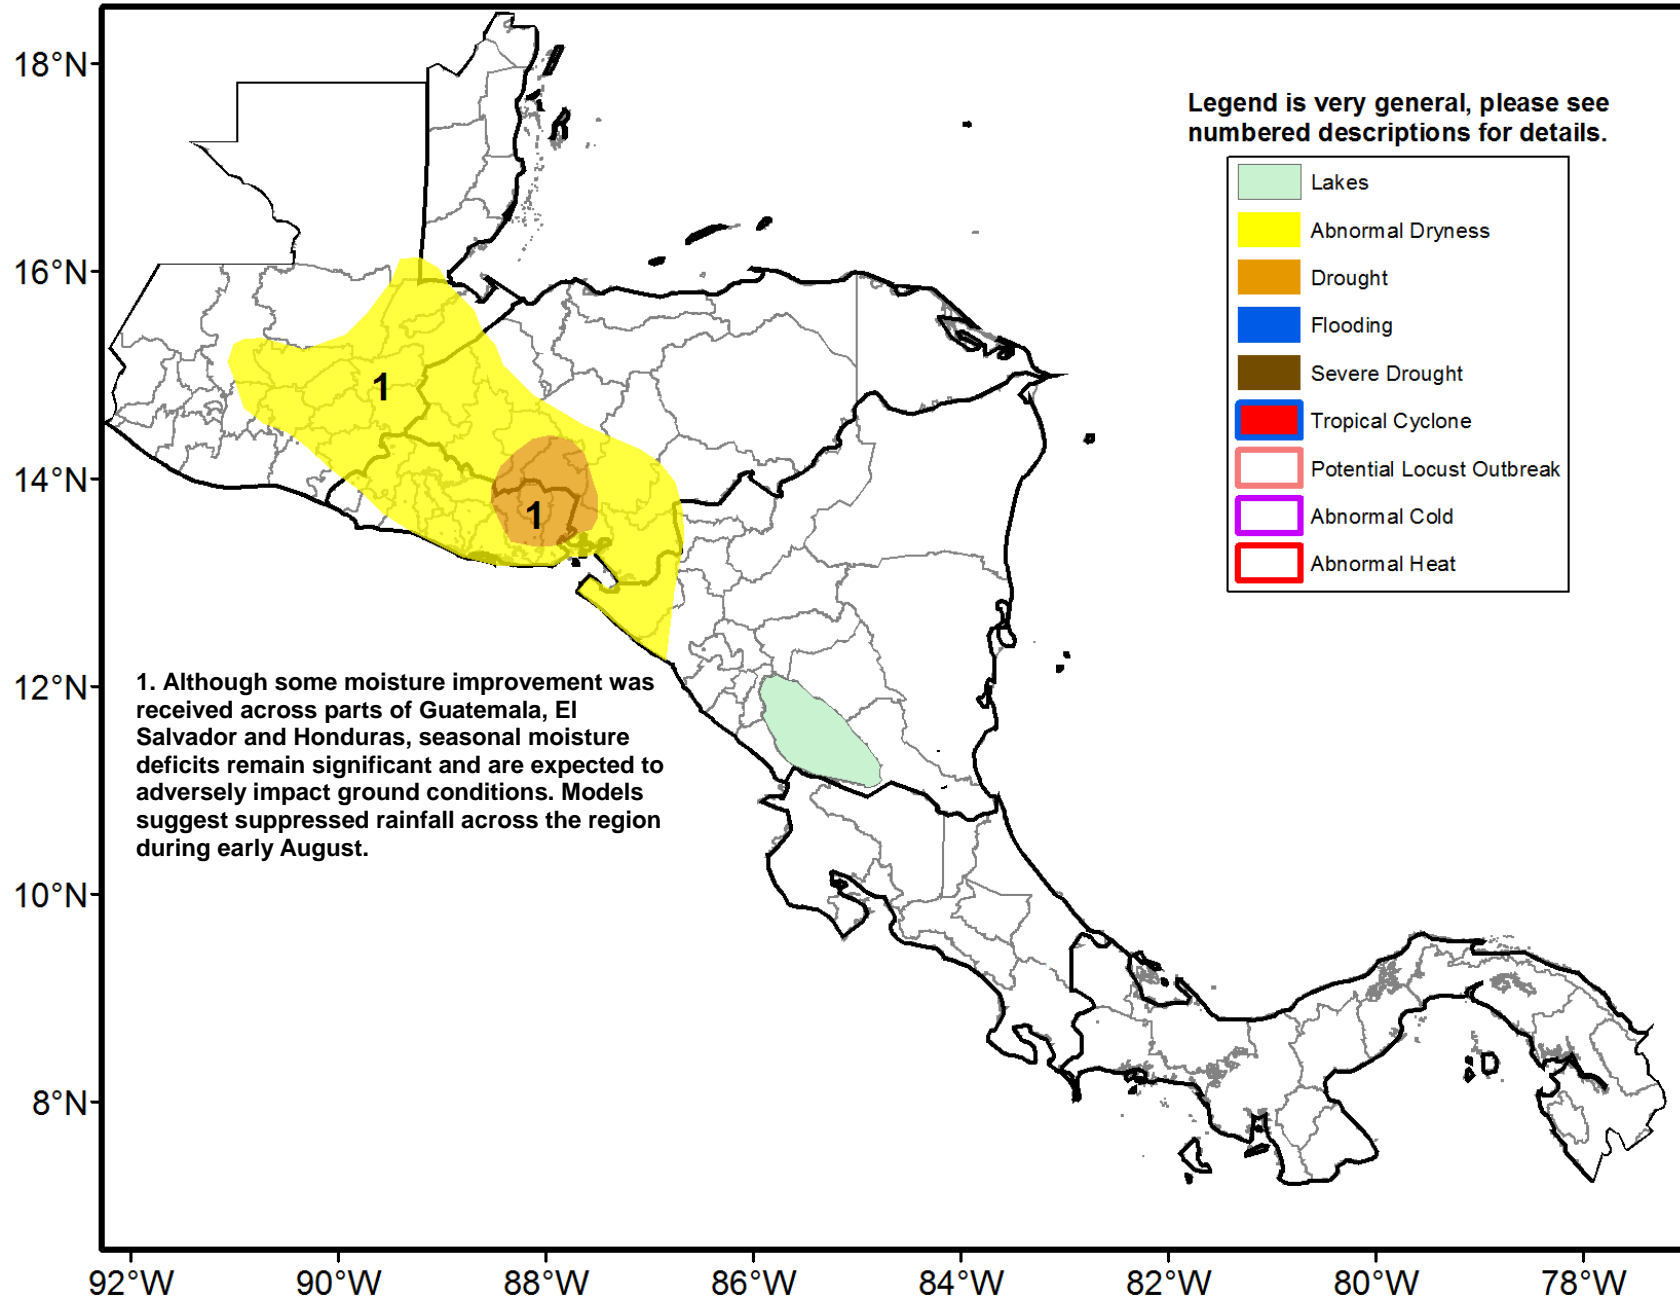 18°N
16°N
14°N
12°N
10°N
8°N
Legend is very general, please see
numbered descriptions for details.
Lakes
Abnormal Dryness
Drought
Flooding
Severe Drought
Tropical Cyclone
Potential Locust Outbreak
Abnormal Cold
Abnormal Heat
1
1
1. Although some moisture improvement was
received across parts of Guatemala, El
Salvador and Honduras, seasonal moisture
deficits remain significant and are expected to
adversely impact ground conditions. Models
suggest suppressed rainfall across the region
during early August.
92°W
90°W
88°W
86°W
84°W
82°W
80°W
78°W